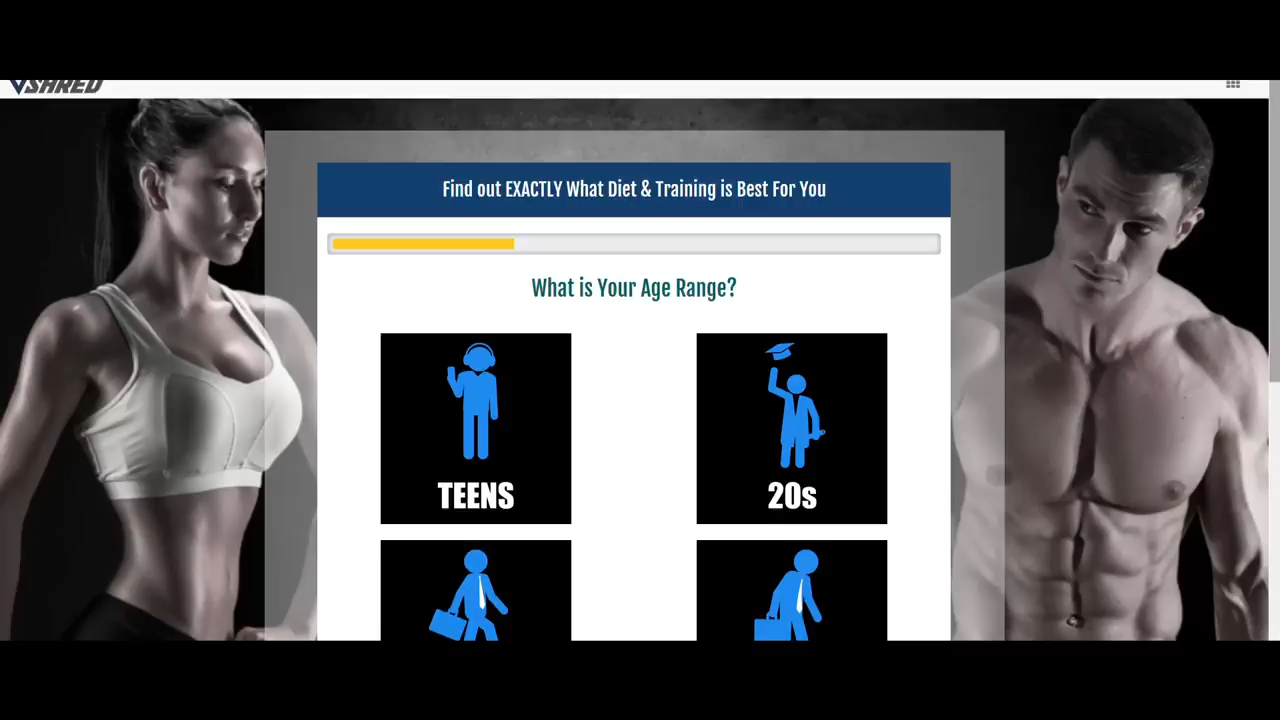 VSHRED
Find out EXACTLY What Diet & Training is Best For You
What is Your Age Range?
TEENS
20s